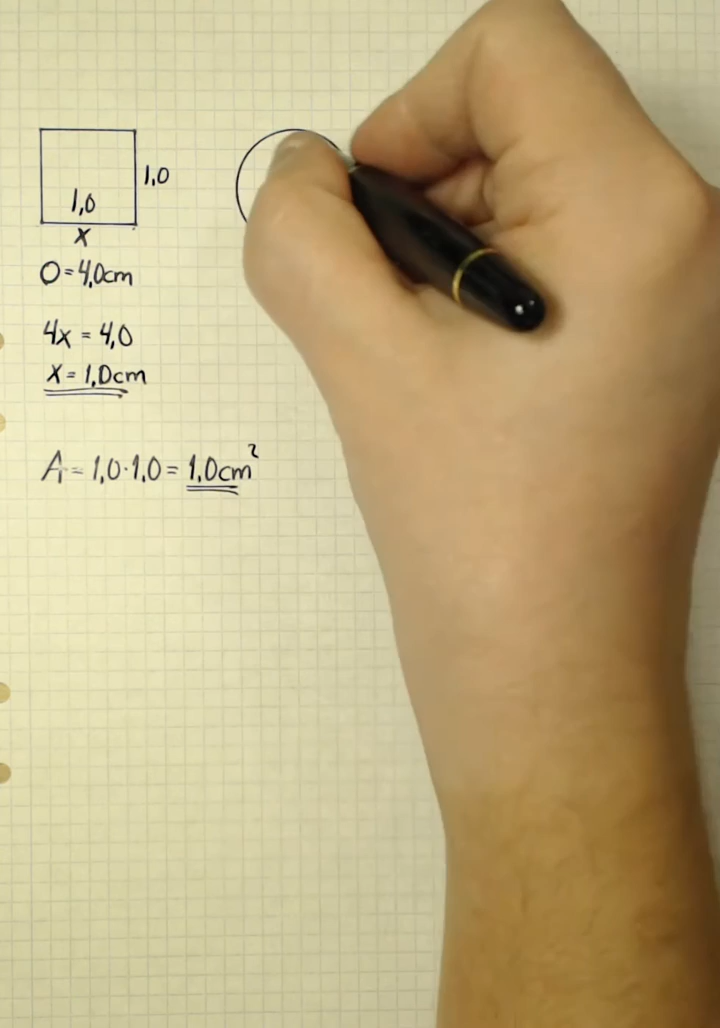 1,0
1,0
x
O = 4,0cm
4x = 4,0
x = 1,0cm
A = 1,0·1,0 = 1,0cm²